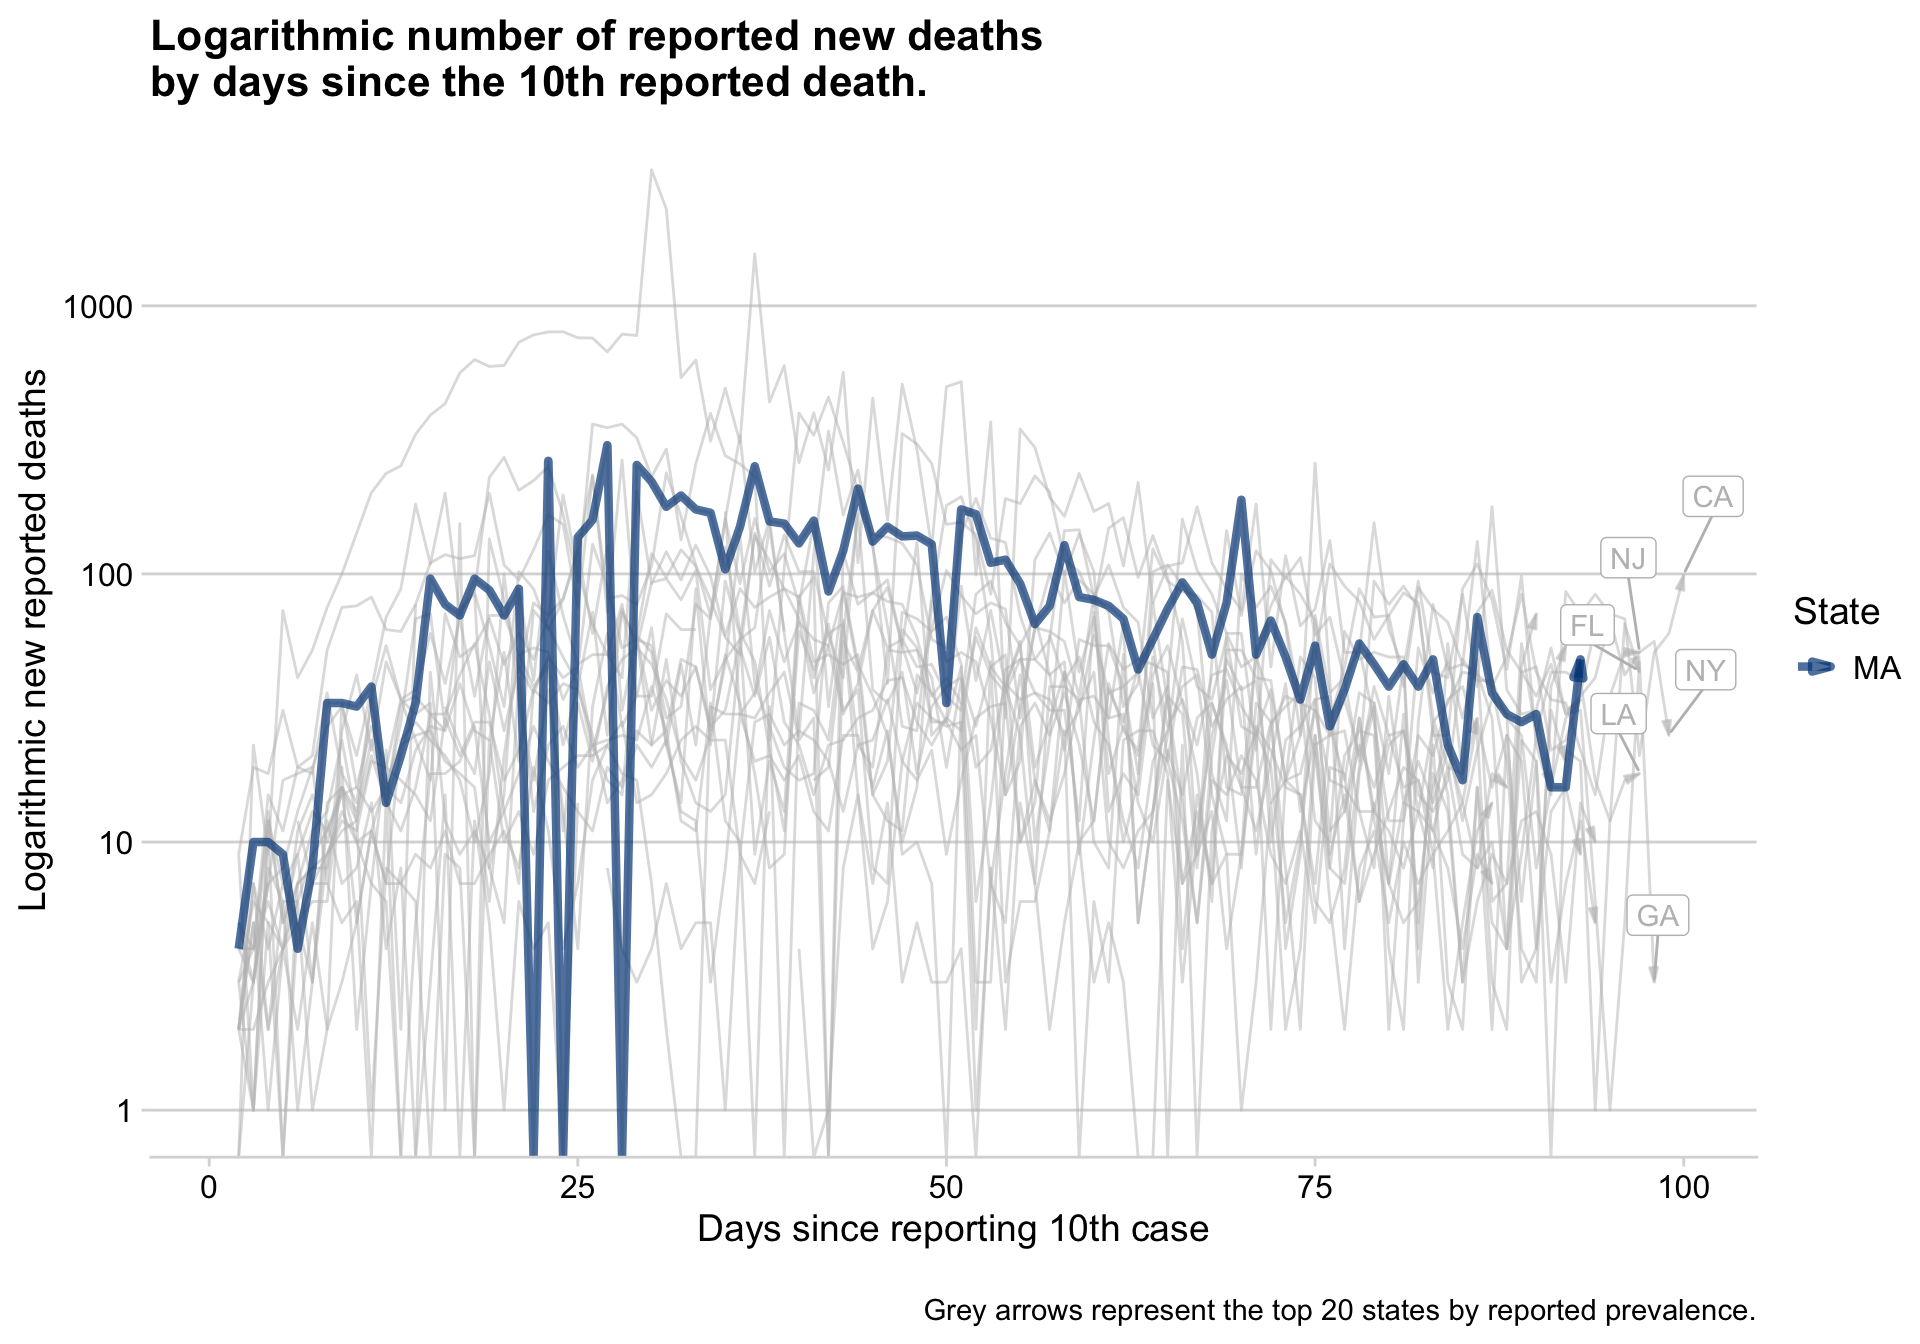 Logarithmic number of reported new deaths
by days since the 10th reported death.
Logarithmic new reported deaths
1000
100
10
1
CA
NJ
FL
NY
LA
GA
State
MA
0 25 50 75 100
Days since reporting 10th case
Grey arrows represent the top 20 states by reported prevalence.